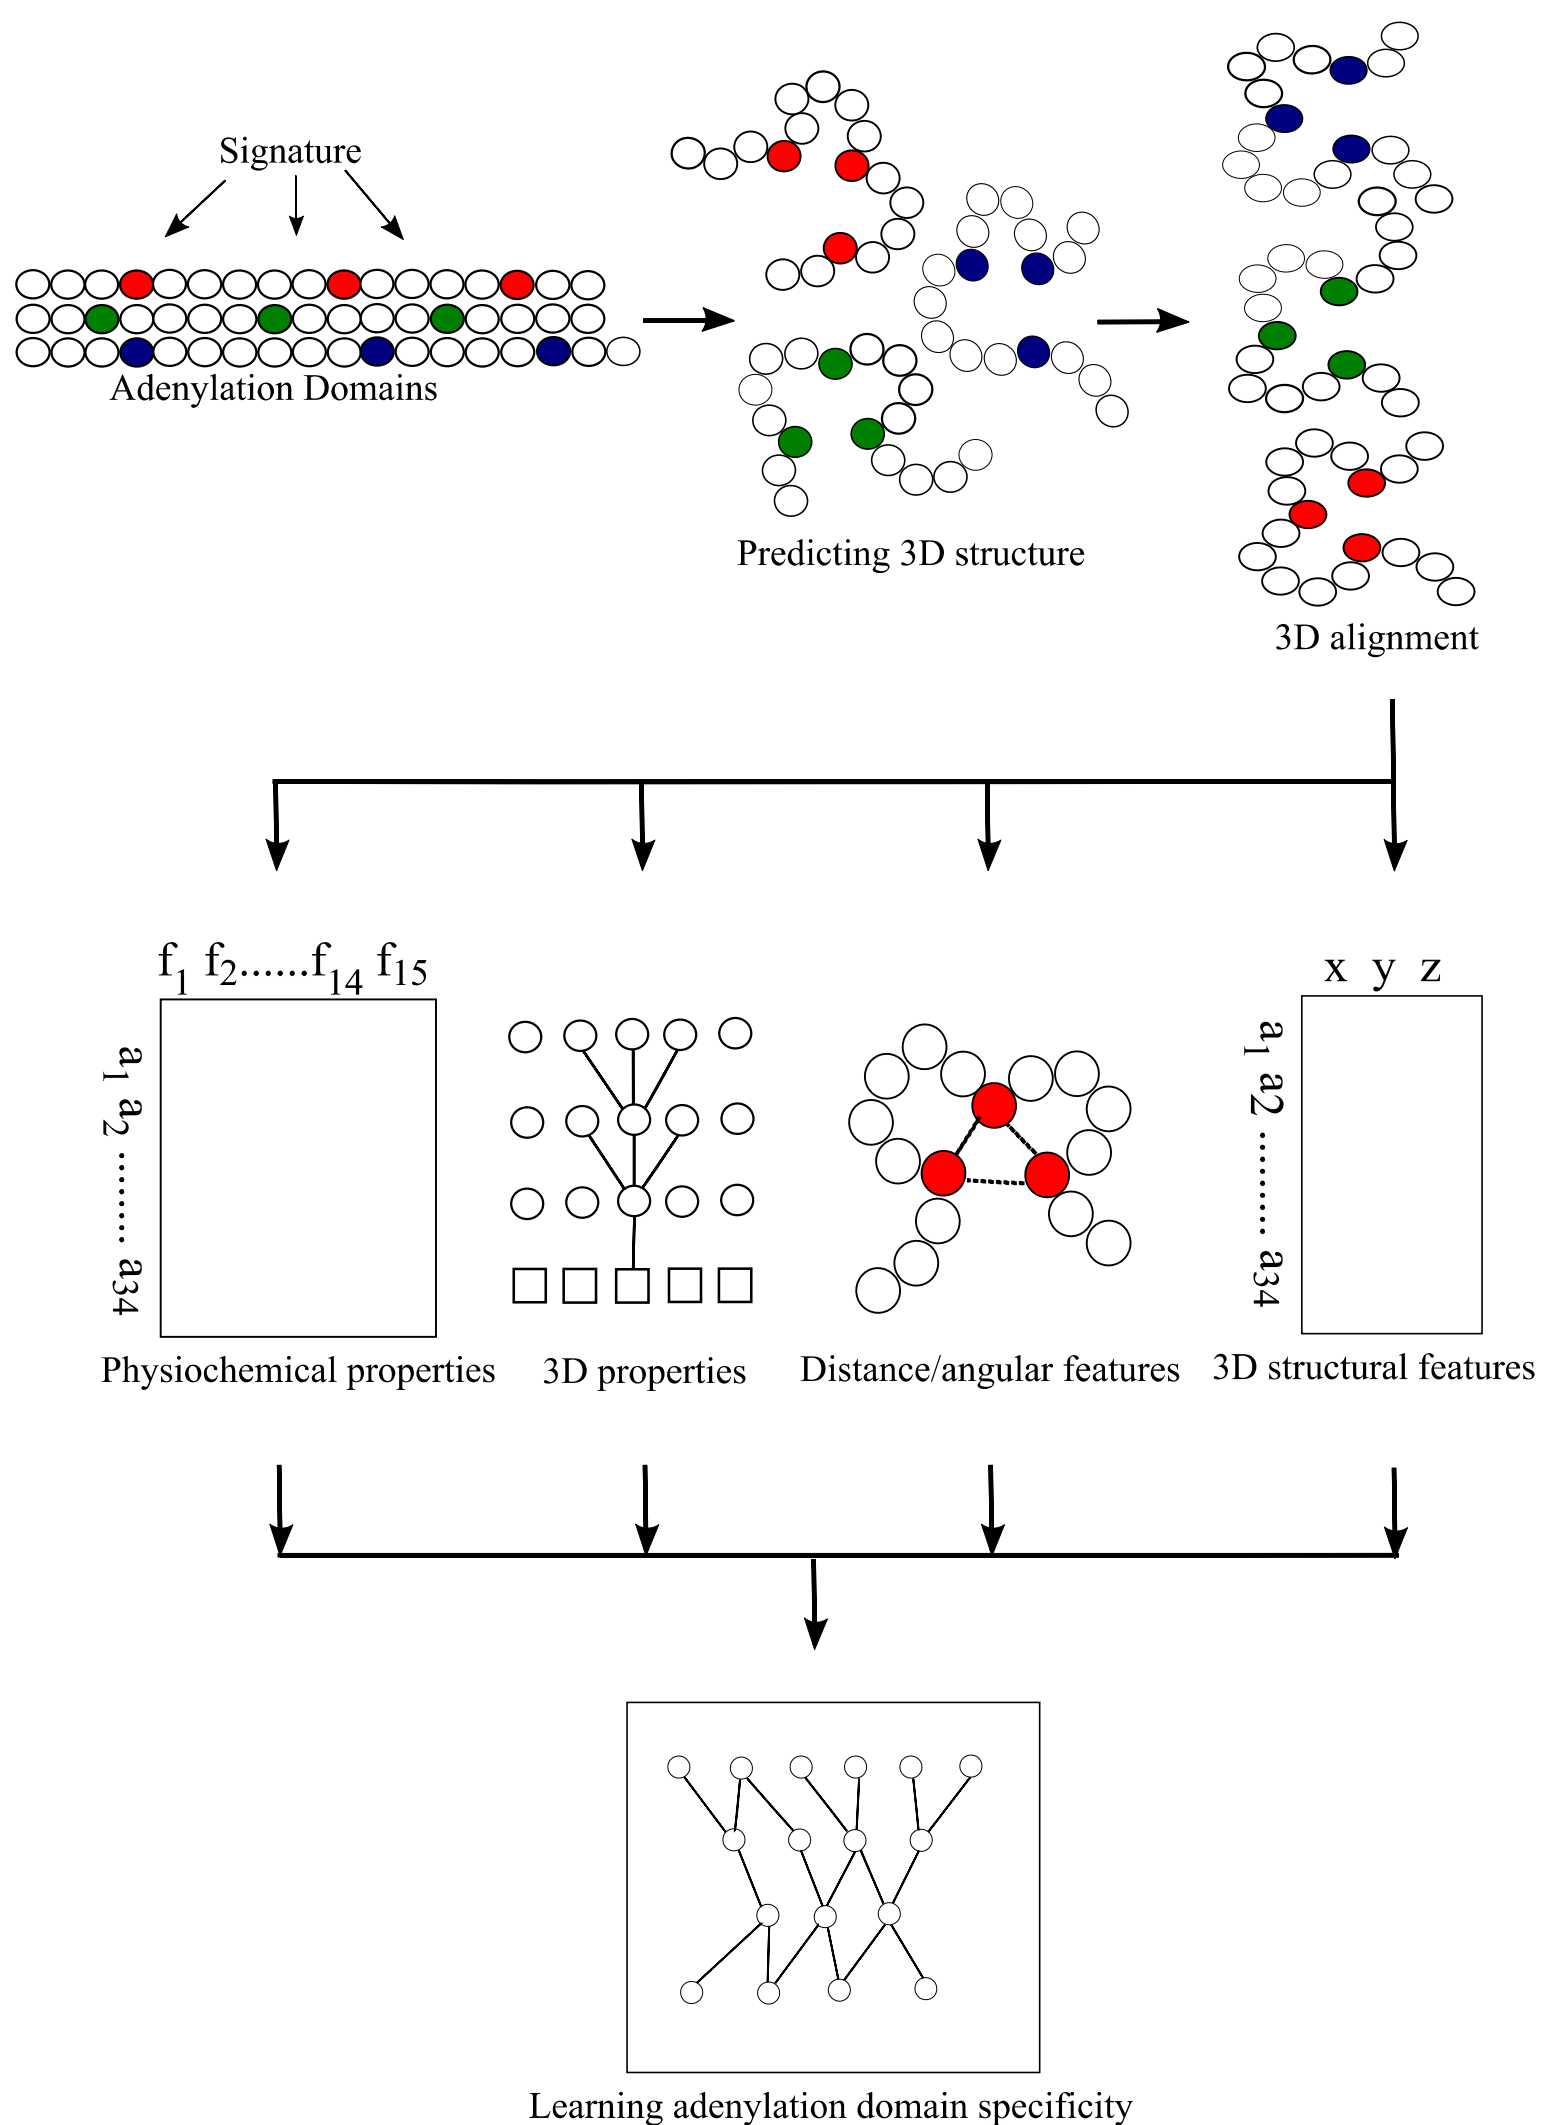 Signature
Adenylation Domains
Predicting 3D structure
3D alignment
f1 f2......f14 f15
a1 a2 ......... a34
x y z
a1 a2 ......... a34
Physiochemical properties
3D properties
Distance/angular features
3D structural features
Learning adenylation domain specificity